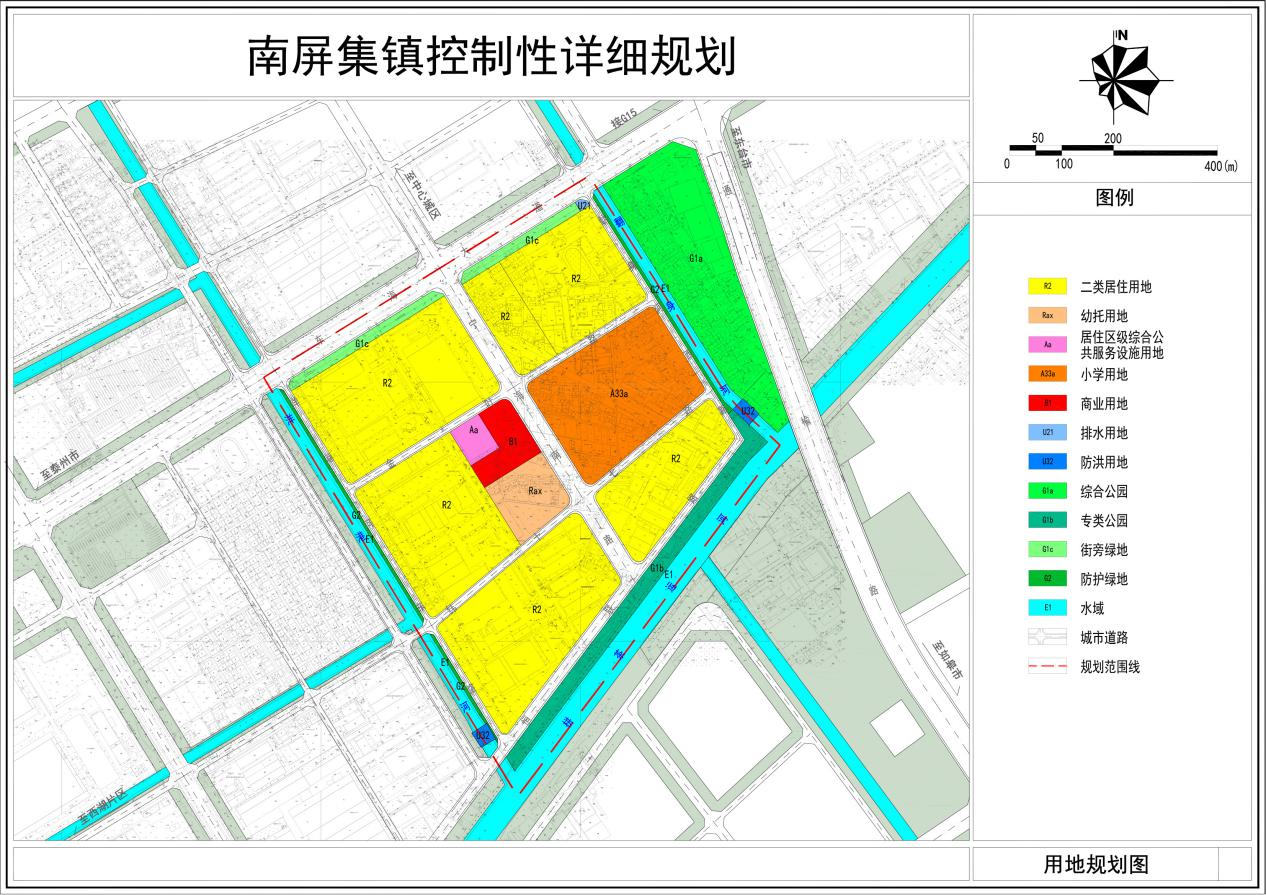 南屏集镇控制性详细规划
N
50
200
0
100
400(m)
图例
R2
二类居住用地
Rax
幼托用地
Aa
居住区级综合公
共服务设施用地
A33a
小学用地
B1
商业用地
U21
排水用地
U32
防洪用地
G1a
综合公园
G1b
专类公园
G1c
街旁绿地
G2
防护绿地
E1
水域
城市道路
规划范围线
用地规划图
接G15
至东台市
至中心城区
U21
G1c
G1a
R2
R2
G2
E1
G1c
R2
A33a
U32
Aa
B1
R2
至泰州市
Rax
R2
G2
E1
G1b
E1
R2
E1
G2
U32
至如皋市
至西湖片区